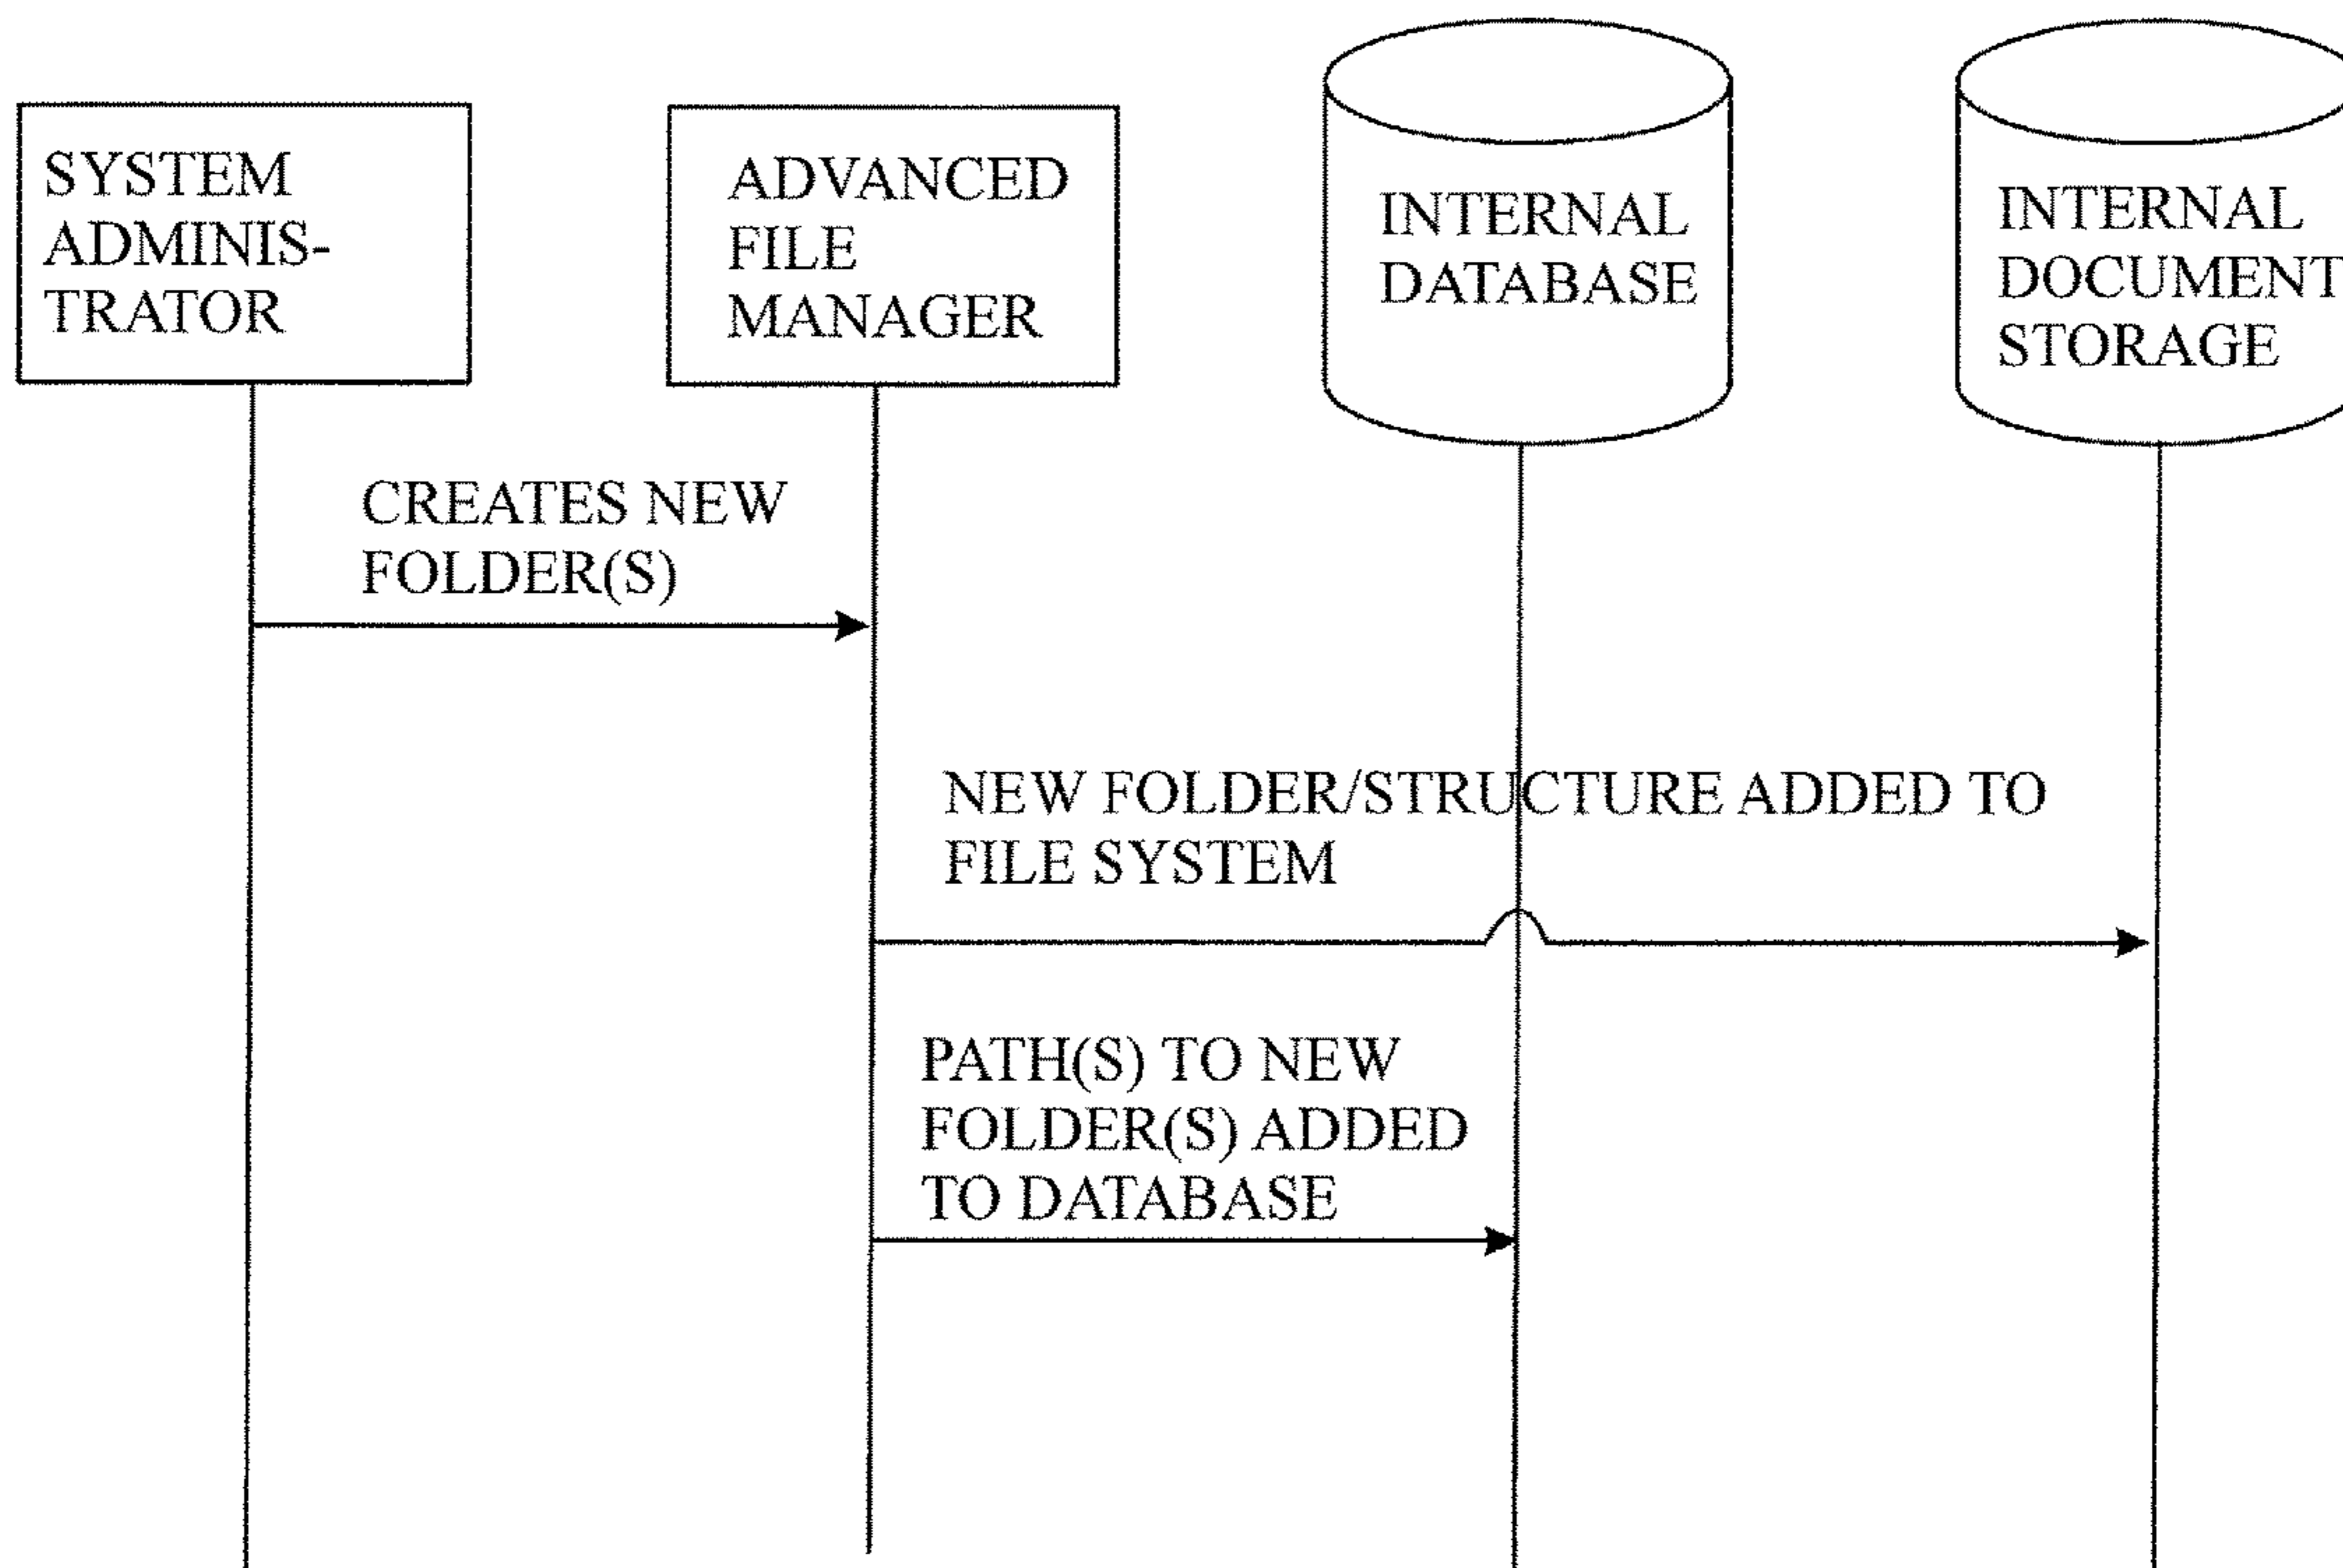 SYSTEM
ADMINIS-
TRATOR
ADVANCED
FILE
MANAGER
INTERNAL
DATABASE
INTERNAL
DOCUMENT
STORAGE
CREATES NEW
FOLDER(S)
NEW FOLDER/STRUCTURE ADDED TO
FILE SYSTEM
PATH(S) TO NEW
FOLDER(S) ADDED
TO DATABASE